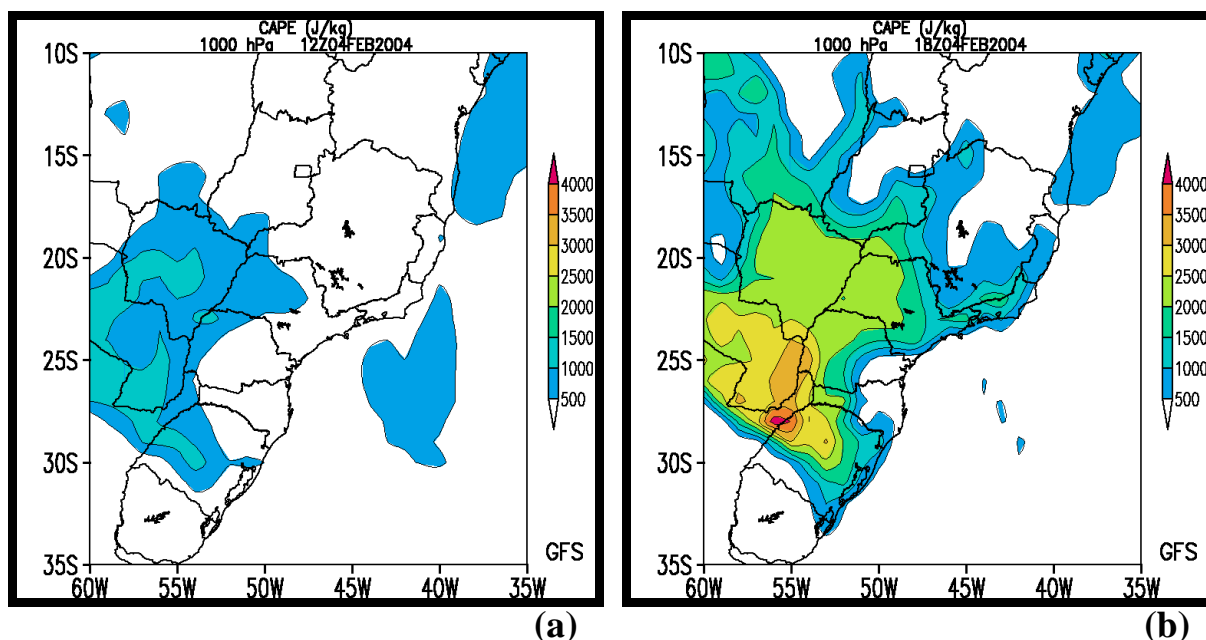 CAPE (J/kg)
1000 hPa 12Z04FEB2004
10S
15S
20S
25S
30S
35S
60W 55W 50W 45W 40W 35W
4000
3500
3000
2500
2000
1500
1000
500
GFS
(a)
CAPE (J/kg)
1000 hPa 18Z04FEB2004
10S
15S
20S
25S
30S
35S
60W 55W 50W 45W 40W 35W
4000
3500
3000
2500
2000
1500
1000
500
GFS
(b)